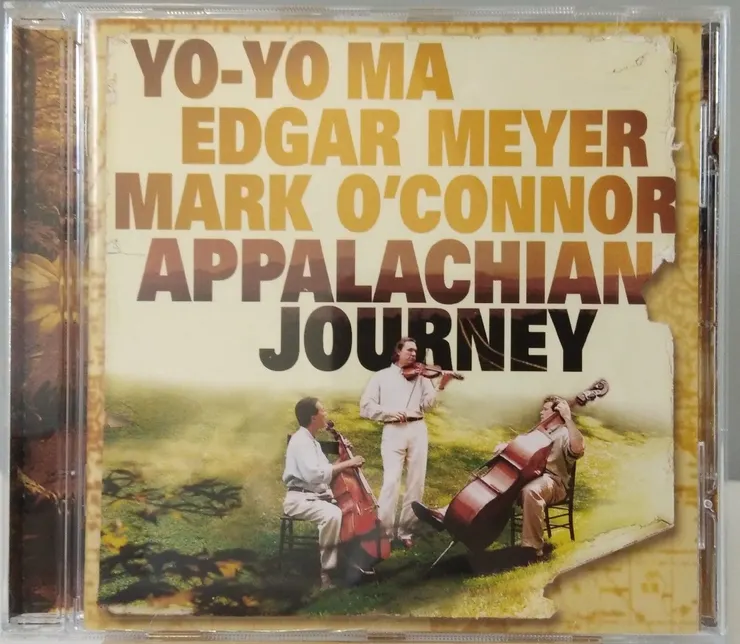 YO-YO MA
EDGAR MEYER
MARK O'CONNOR
APPALACHIAN
JOURNEY